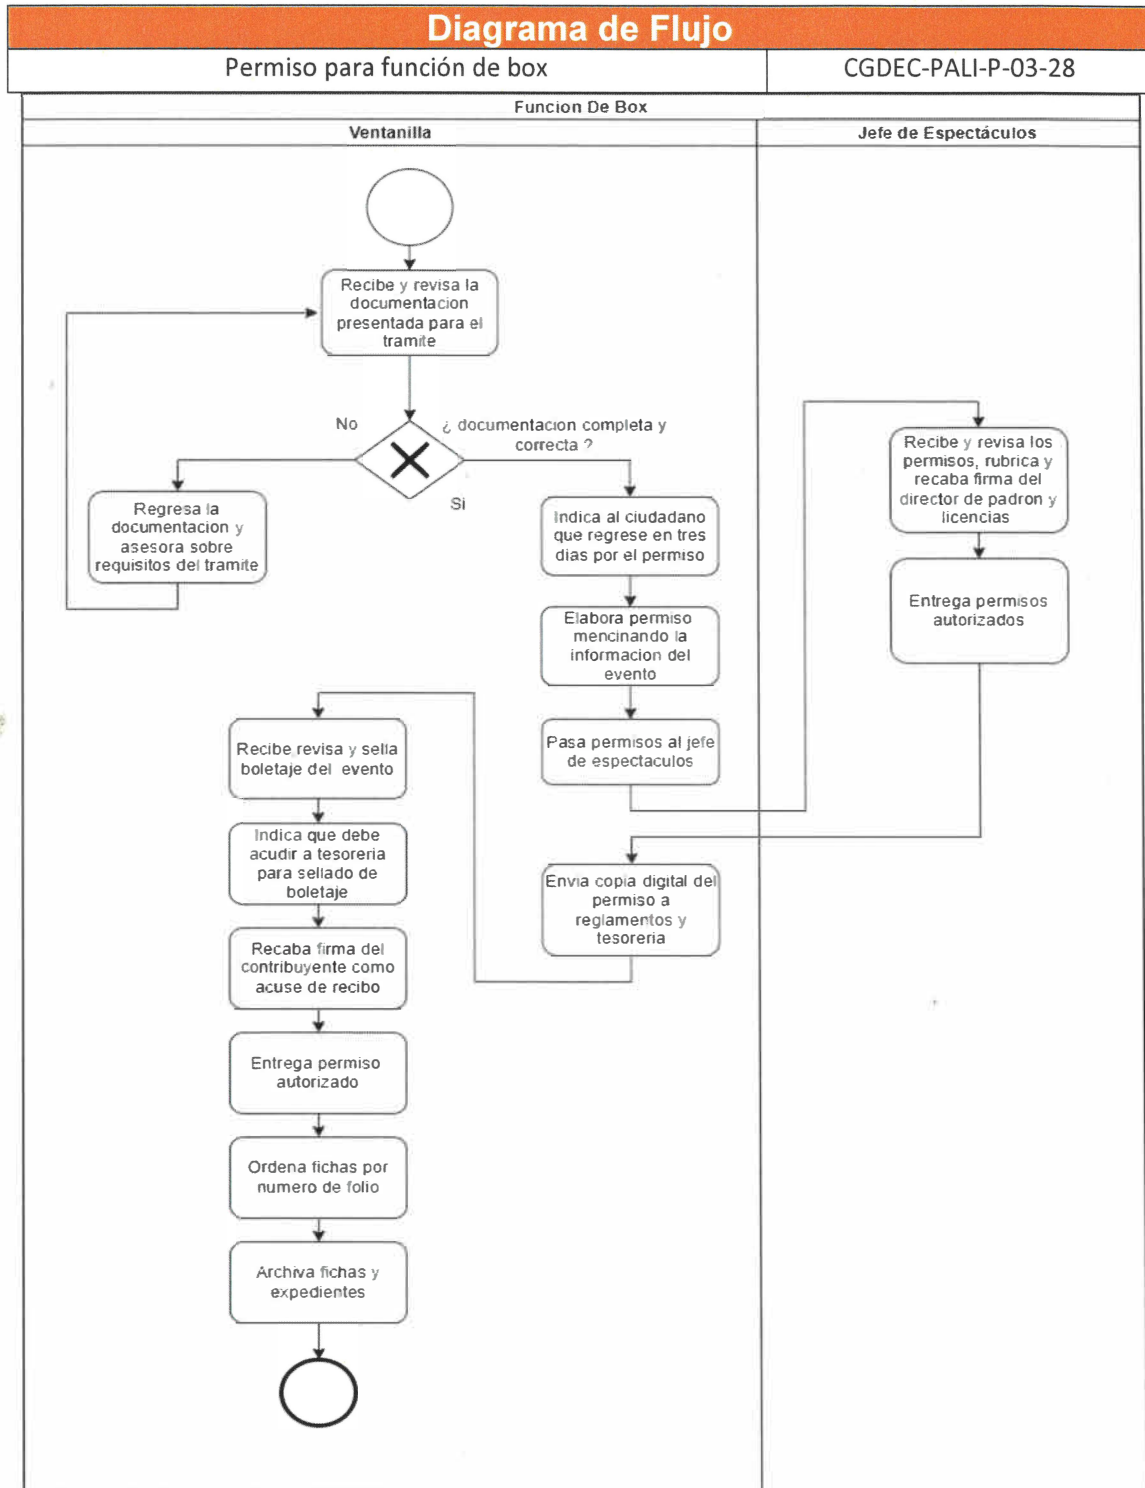 Diagrama de Flujo
Permiso para función de box
CGDEC-PALI-P-03-28
Funcion De Box
Ventanilla
Jefe de Espectáculos
Recibe y revisa la
documentacion
presentada para el
tramite
No
¿ documentacion completa y
correcta ?
Si
Regresa la
documentacion y
asesora sobre
requisitos del tramite
Indica al ciudadano
que regrese en tres
dias por el permiso
Elabora permiso
mencinando la
informacion del
evento
Pasa permisos al jefe
de espectaculos
Recibe y revisa los
permisos, rubrica y
recaba firma del
director de padron y
licencias
Entrega permisos
autorizados
Envia copia digital del
permiso a
reglamentos y
tesoreria
Recibe revisa y sella
boletaje del evento
Indica que debe
acudir a tesoreria
para sellado de
boletaje
Recaba firma del
contribuyente como
acuse de recibo
Entrega permiso
autorizado
Ordena fichas por
numero de folio
Archiva fichas y
expedientes